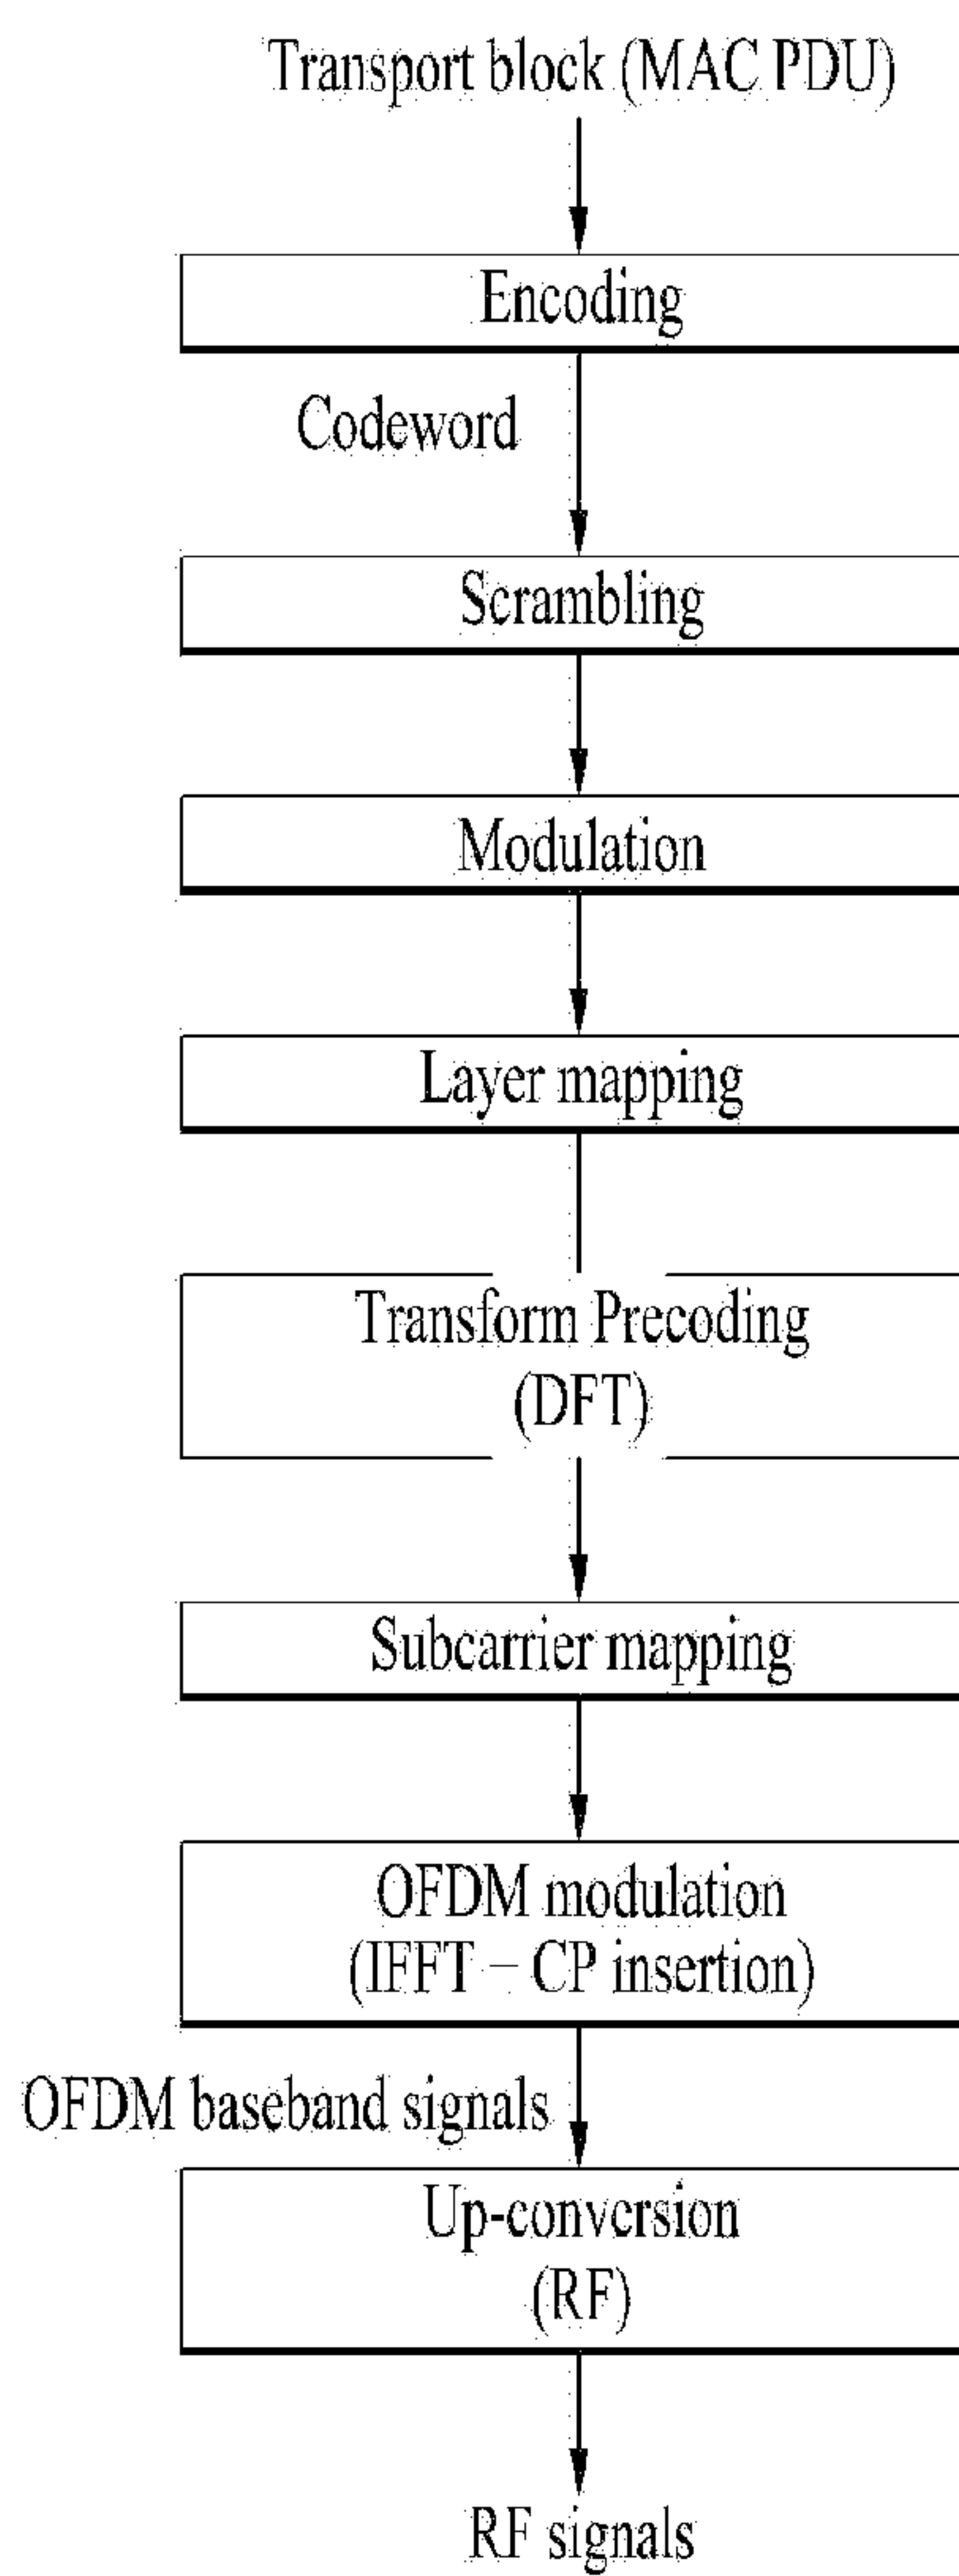 Transport block (MAC PDU)
Encoding
Codeword
Scrambling
Modulation
Layer mapping
Transform Precoding
(DFT)
Subcarrier mapping
OFDM modulation
(IFFT – CP insertion)
OFDM baseband signals
Up-conversion
(RF)
RF signals